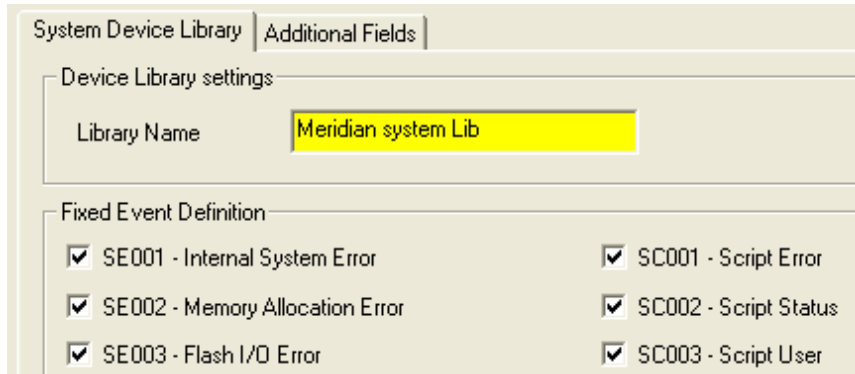 System Device Library Additional Fields
Device Library settings
Library Name Meridian system Lib
Fixed Event Definition
SE001 - Internal System Error SC001 - Script Error
SE002 - Memory Allocation Error SC002 - Script Status
SE003 - Flash I/O Error SC003 - Script User